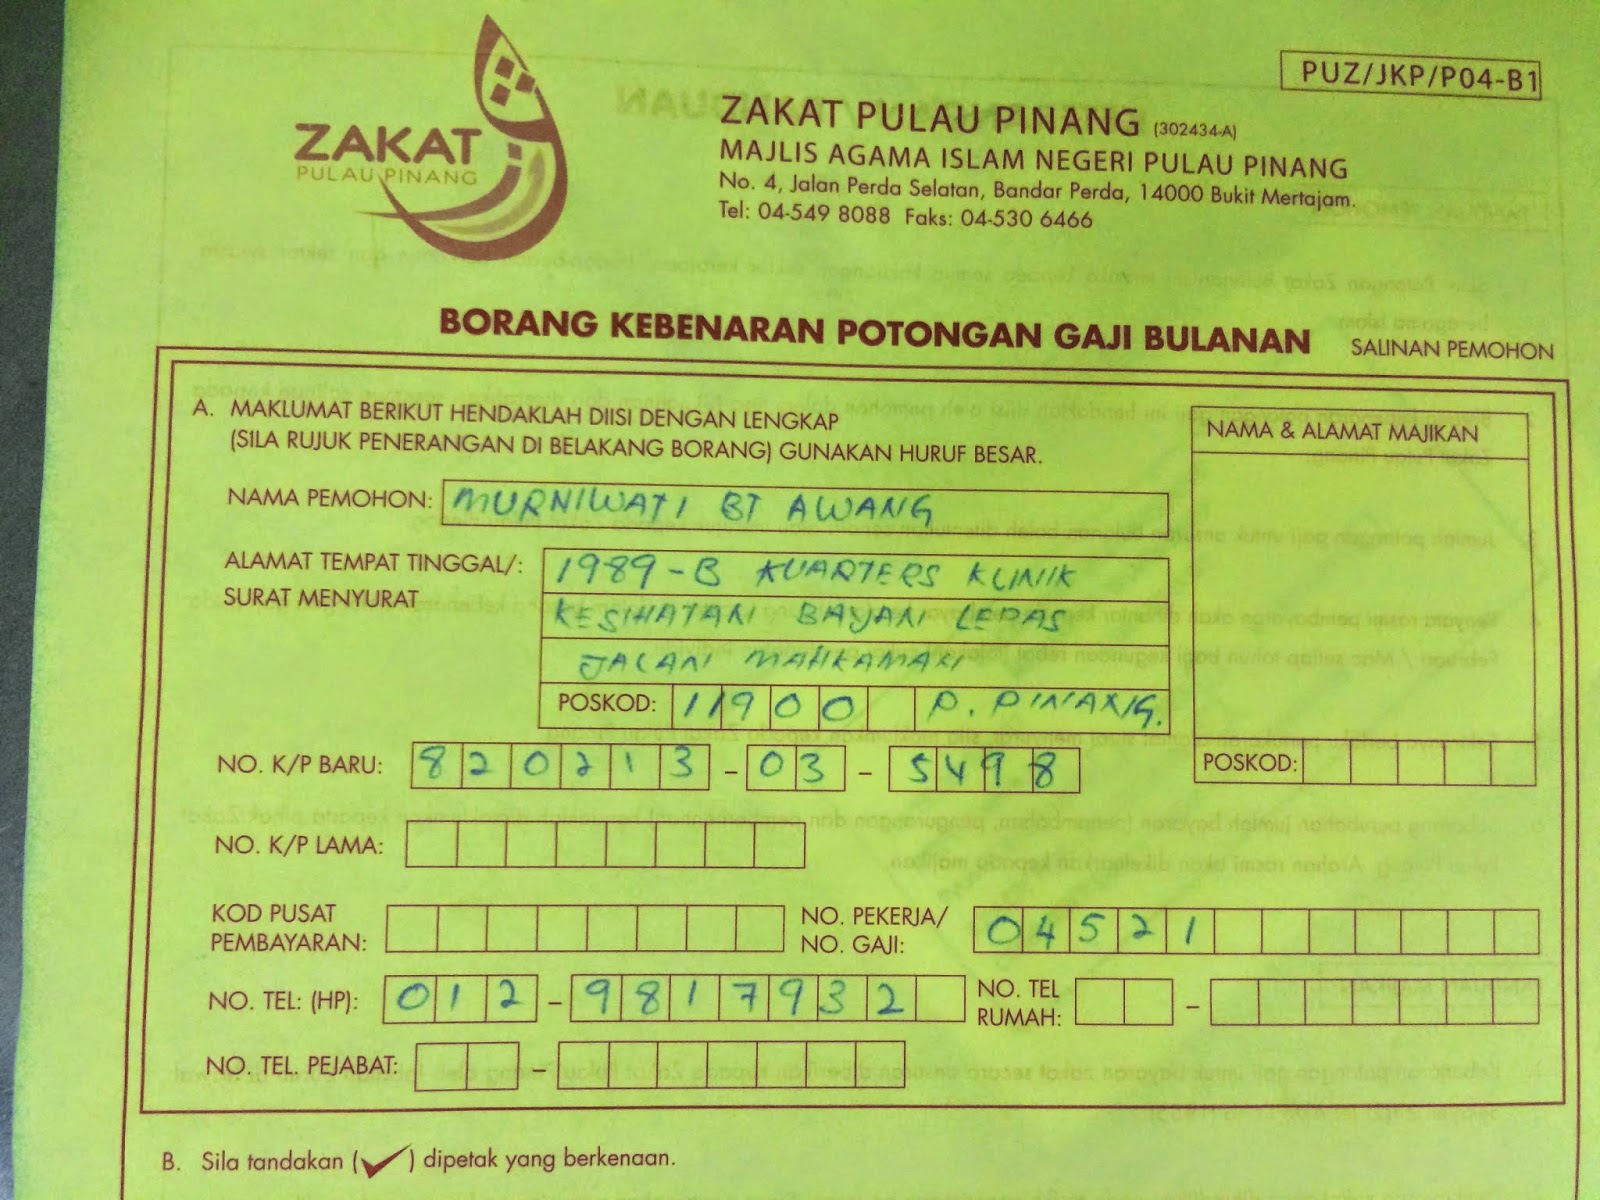 PUZ/JKP/P04-B1
ZAKAT
PULAU PINANG
ZAKAT PULAU PINANG (302434-A)
MAJLIS AGAMA ISLAM NEGERI PULAU PINANG
No. 4, Jalan Perda Selatan, Bandar Perda, 14000 Bukit Mertajam.
Tel: 04-549 8088 Faks: 04-530 6466
BORANG KEBENARAN POTONGAN GAJI BULANAN
SALINAN PEMOHON
A. MAKLUMAT BERIKUT HENDAKLAH DIISI DENGAN LENGKAP
(SILA RUJUK PENERANGAN DI BELAKANG BORANG) GUNAKAN HURUF BESAR.
NAMA & ALAMAT MAJIKAN
NAMA PEMOHON: MURNIWATI BT AWANG
ALAMAT TEMPAT TINGGAL/: 1989-B KUARTERS KLINIK
SURAT MENYURAT KESIHATAN BAYAN LEPAS
JALAN MAHKAMAH
POSKOD: 11900 P. PINANG.
NO. K/P BARU: 820213 - 03 - 5498
POSKOD:
NO. K/P LAMA:
KOD PUSAT
PEMBAYARAN:
NO. PEKERJA/
NO. GAJI: 04521
NO. TEL: (HP): 012 - 9817932
NO. TEL
RUMAH: -
NO. TEL. PEJABAT: -
B. Sila tandakan (✓) dipetak yang berkenaan.